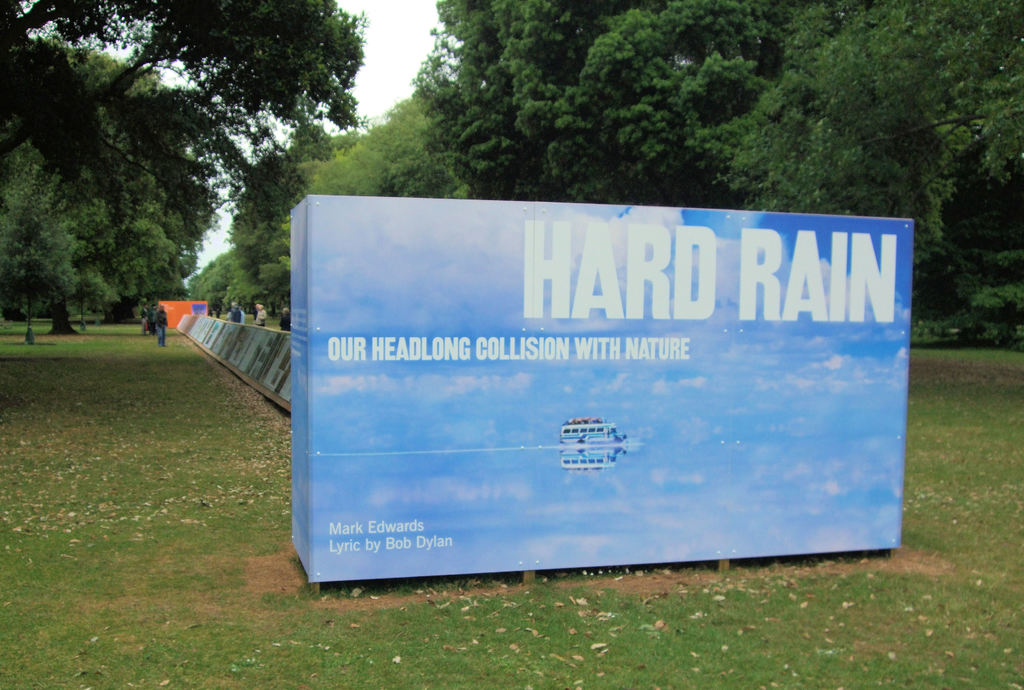 HARD RAIN
OUR HEADLONG COLLISION WITH NATURE
Mark Edwards
Lyric by Bob Dylan